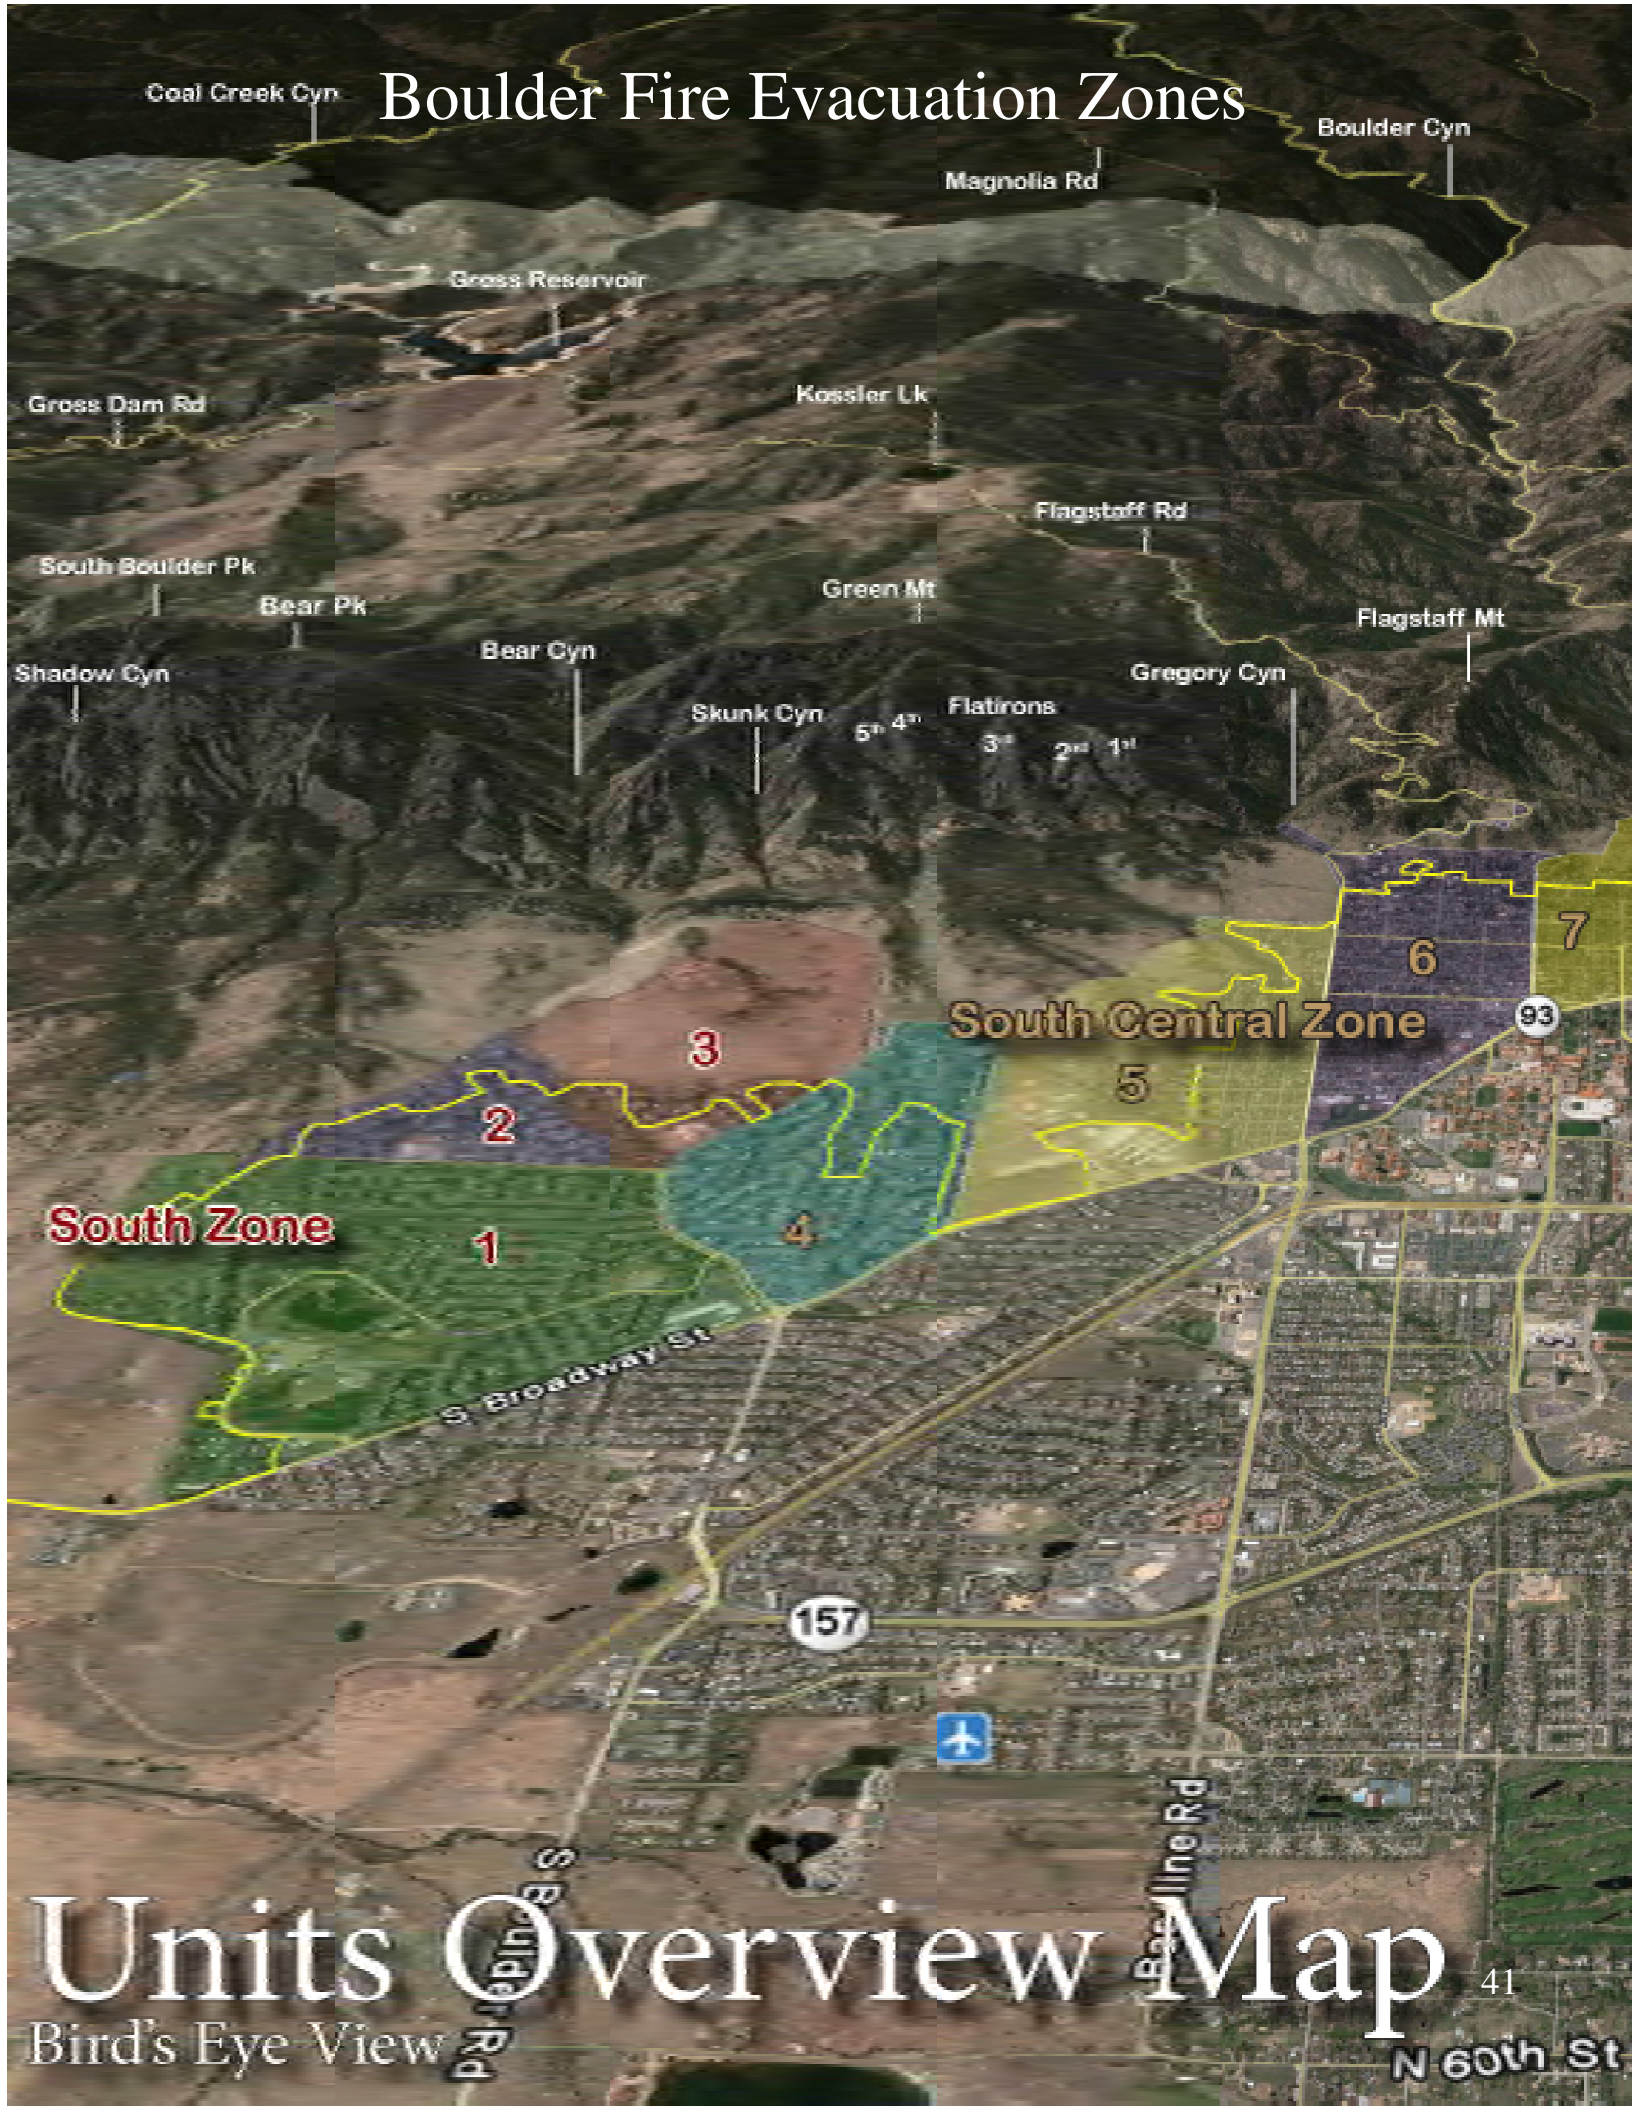 Boulder Fire Evacuation Zones
Coal Creek Cyn
Boulder Cyn
Magnolia Rd
Gross Reservoir
Gross Dam Rd
Kossler Lk
Flagstaff Rd
South Boulder Pk
Bear Pk
Green Mt
Flagstaff Mt
Bear Cyn
Shadow Cyn
Gregory Cyn
Skunk Cyn
Flatirons
5th 4th
3rd 2nd 1st
7
6
South Central Zone
93
3
5
2
South Zone
1
4
S Broadway St
157
Baseline Rd
S Boulder Rd
Units Overview Map
41
Bird's Eye View
N 60th St